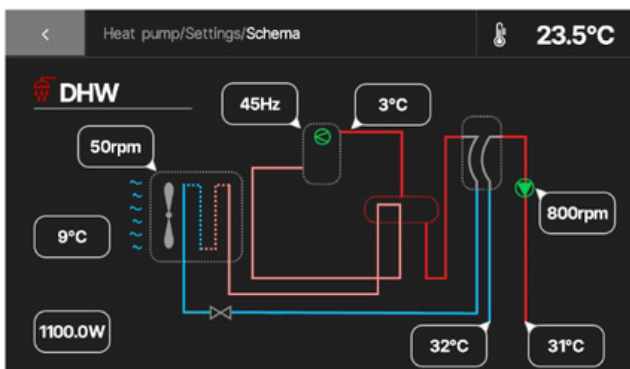 < Heat pump/Settings/Schema 23.5°C
DHW
45Hz
3°C
50rpm
800rpm
9°C
1100.0W
32°C
31°C